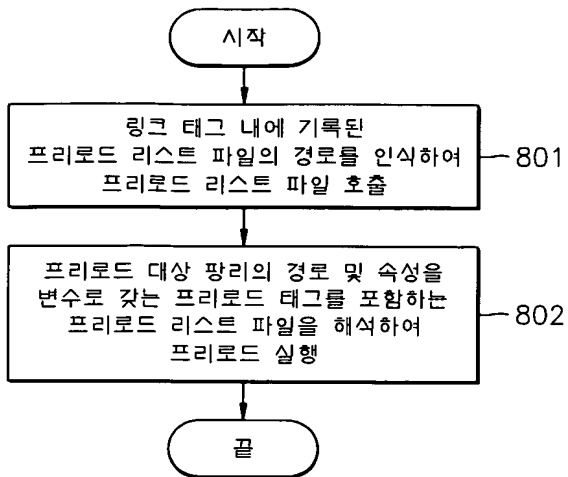 시작
링크 태그 내에 기록된
프리로드 리스트 파일의 경로를 인식하여
프리로드 리스트 파일 호출
801
프리로드 대상 팡리의 경로 및 속성을
변수로 갖는 프리로드 태그를 포함하는
프리로드 리스트 파일을 해석하여
프리로드 실행
802
끝